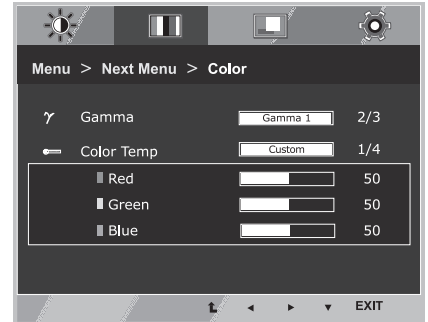 Menu > Next Menu > Color
γ Gamma Gamma 1 2/3
Color Temp Custom 1/4
Red 50
Green 50
Blue 50
EXIT